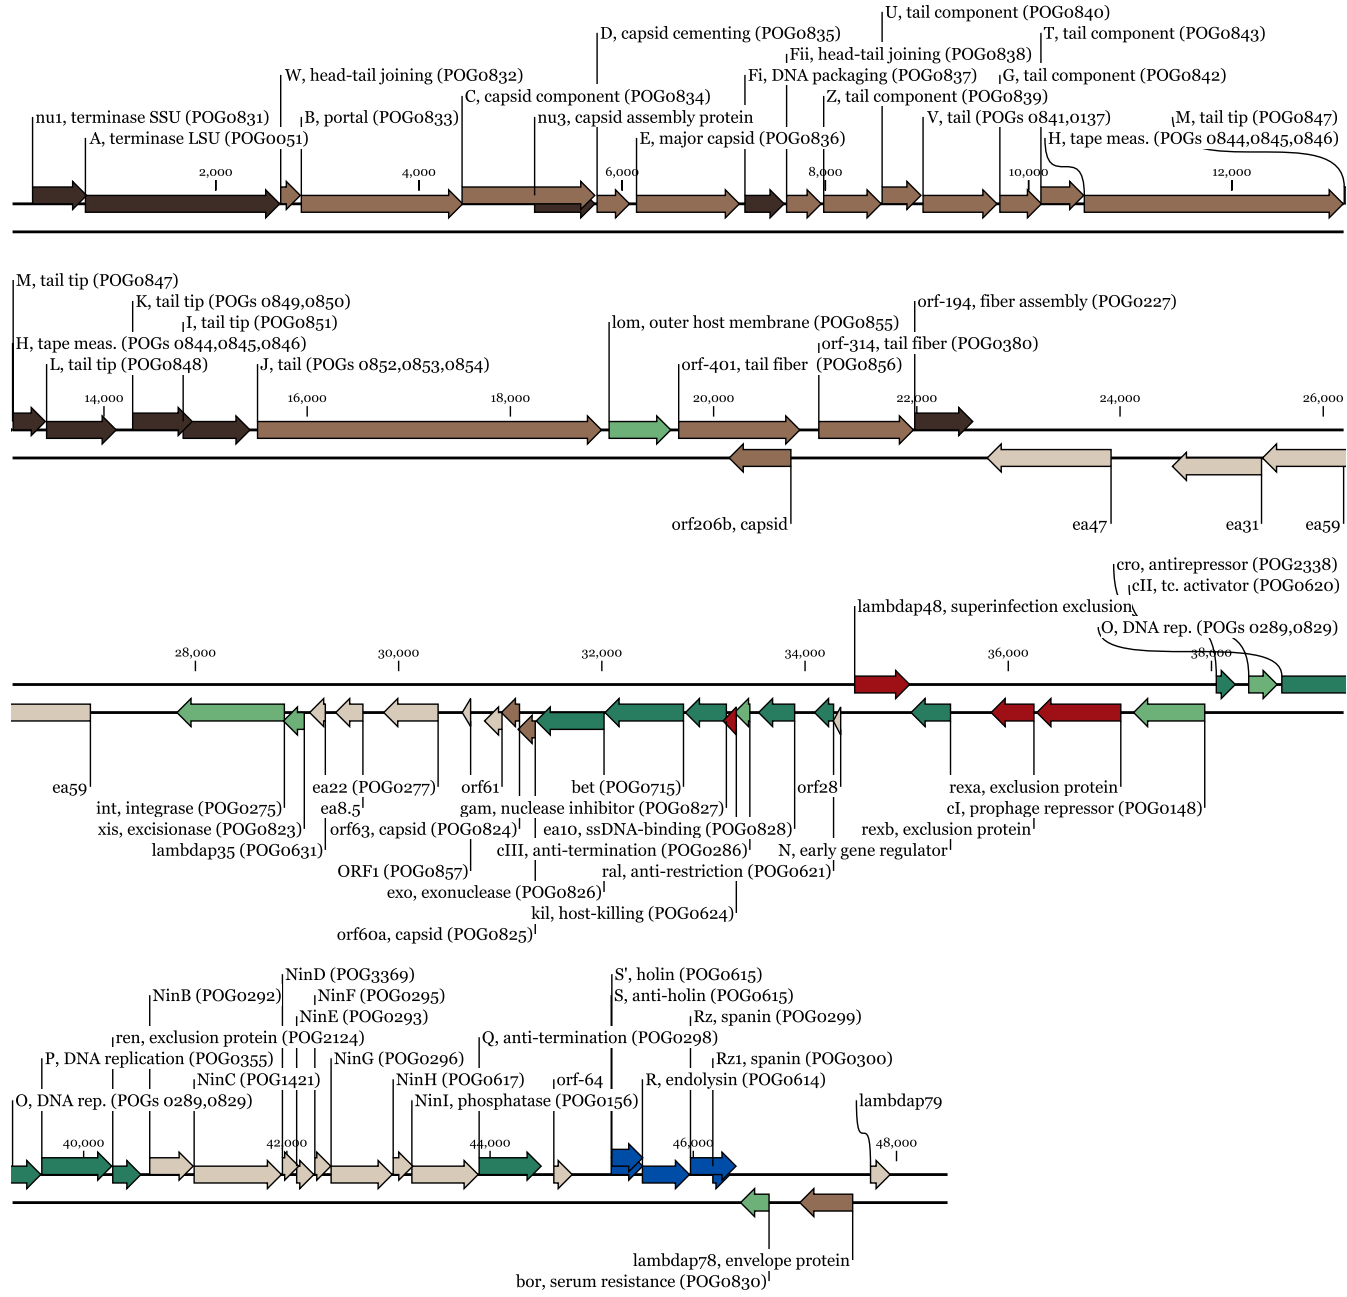 U, tail component (POG0840)
D, capsid cementing (POG0835)
T, tail component (POG0843)
Fii, head-tail joining (POG0838)
W, head-tail joining (POG0832)
Fi, DNA packaging (POG0837)
G, tail component (POG0842)
C, capsid component (POG0834)
Z, tail component (POG0839)
nu1, terminase SSU (POG0831)
B, portal (POG0833)
nu3, capsid assembly protein
V, tail (POGs 0841,0137)
M, tail tip (POG0847)
A, terminase LSU (POG0051)
E, major capsid (POG0836)
H, tape meas. (POGs 0844,0845,0846)
2,000
4,000
6,000
8,000
10,000
12,000
M, tail tip (POG0847)
K, tail tip (POGs 0849,0850)
orf-194, fiber assembly (POG0227)
I, tail tip (POG0851)
lom, outer host membrane (POG0855)
H, tape meas. (POGs 0844,0845,0846)
orf-314, tail fiber (POG0380)
L, tail tip (POG0848)
J, tail (POGs 0852,0853,0854)
orf-401, tail fiber (POG0856)
14,000
16,000
18,000
20,000
22,000
24,000
26,000
orf206b, capsid
ea47
ea31
ea59
cro, antirepressor (POG2338)
cII, tc. activator (POG0620)
lambdap48, superinfection exclusion
O, DNA rep. (POGs 0289,0829)
28,000
30,000
32,000
34,000
36,000
38,000
ea59
ea22 (POG0277)
orf61
bet (POG0715)
orf28
rexa, exclusion protein
int, integrase (POG0275)
ea8.5
gam, nuclease inhibitor (POG0827)
cI, prophage repressor (POG0148)
xis, excisionase (POG0823)
orf63, capsid (POG0824)
ea10, ssDNA-binding (POG0828)
rexb, exclusion protein
lambdap35 (POG0631)
cIII, anti-termination (POG0286)
N, early gene regulator
ORF1 (POG0857)
ral, anti-restriction (POG0621)
exo, exonuclease (POG0826)
kil, host-killing (POG0624)
orf60a, capsid (POG0825)
NinD (POG3369)
S', holin (POG0615)
NinB (POG0292)
NinF (POG0295)
S, anti-holin (POG0615)
NinE (POG0293)
Rz, spanin (POG0299)
ren, exclusion protein (POG2124)
Q, anti-termination (POG0298)
P, DNA replication (POG0355)
NinG (POG0296)
Rz1, spanin (POG0300)
NinC (POG1421)
NinH (POG0617)
orf-64
R, endolysin (POG0614)
O, DNA rep. (POGs 0289,0829)
NinI, phosphatase (POG0156)
lambdap79
40,000
42,000
44,000
46,000
48,000
lambdap78, envelope protein
bor, serum resistance (POG0830)